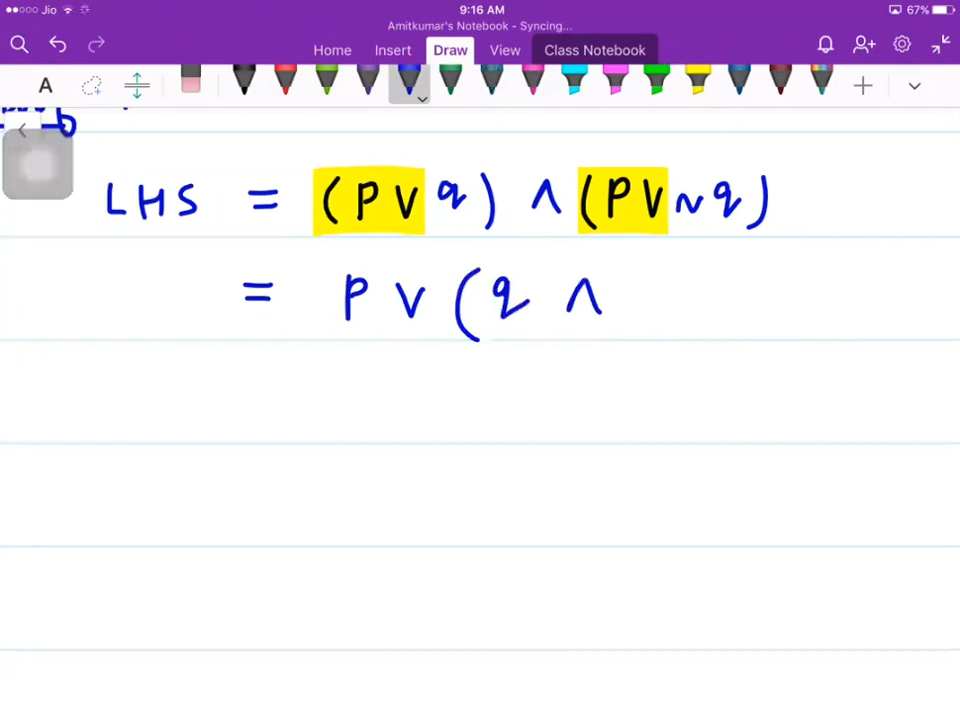 Jio 9:16 AM 67%
Amitkumar's Notebook - Syncing...
Home Insert Draw View Class Notebook
A
b
LHS = (P ∨ q) ∧ (P ∨ ~ q)
= P ∨ (q ∧